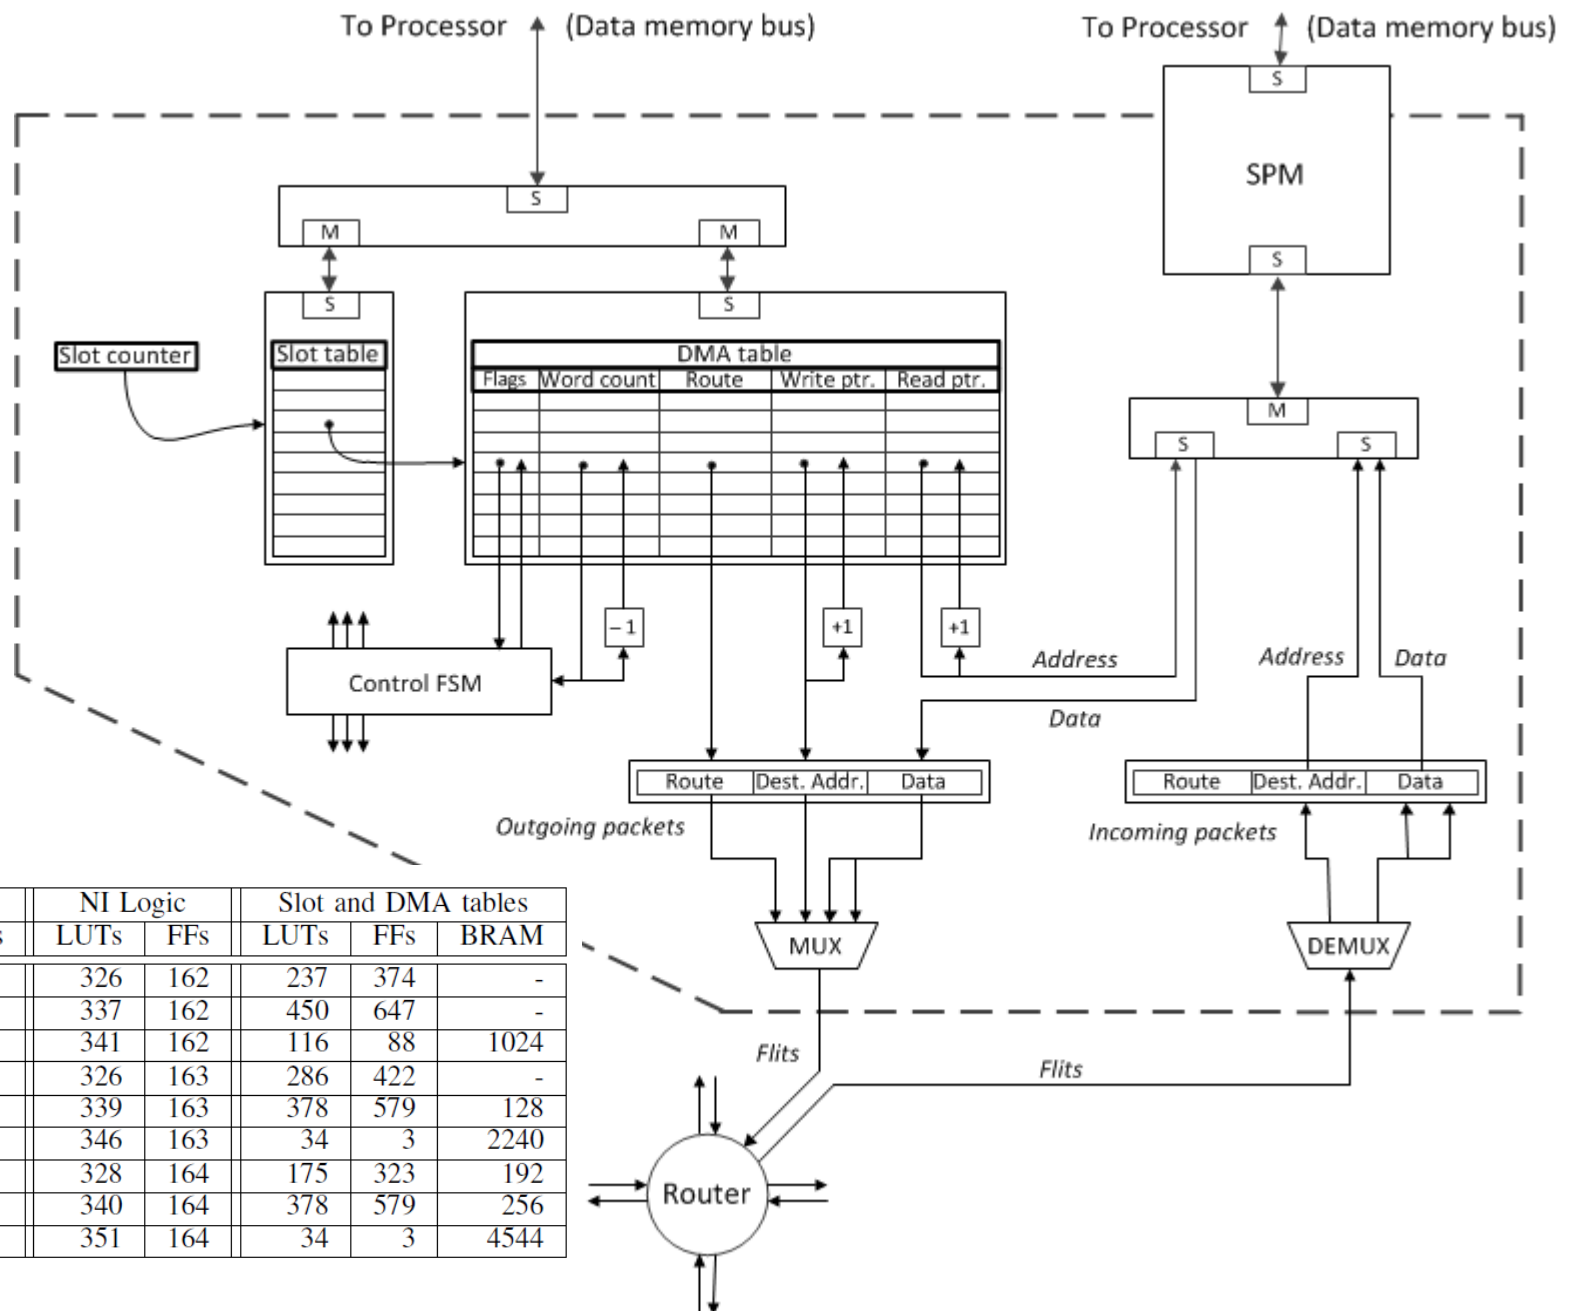 To Processor (Data memory bus)
To Processor (Data memory bus)
S
SPM
S
S
M M
S S
M
S S
Slot counter
Slot table
DMA table
Flags Word count Route Write ptr. Read ptr.
– 1
+1
+1
Control FSM
Address
Data
Address Data
Route Dest. Addr. Data
Outgoing packets
Route Dest. Addr. Data
Incoming packets
MUX
DEMUX
Flits
Flits
Router
NI Logic Slot and DMA tables
s LUTs FFs LUTs FFs BRAM
326 162 237 374 -
337 162 450 647 -
341 162 116 88 1024
326 163 286 422 -
339 163 378 579 128
346 163 34 3 2240
328 164 175 323 192
340 164 378 579 256
351 164 34 3 4544